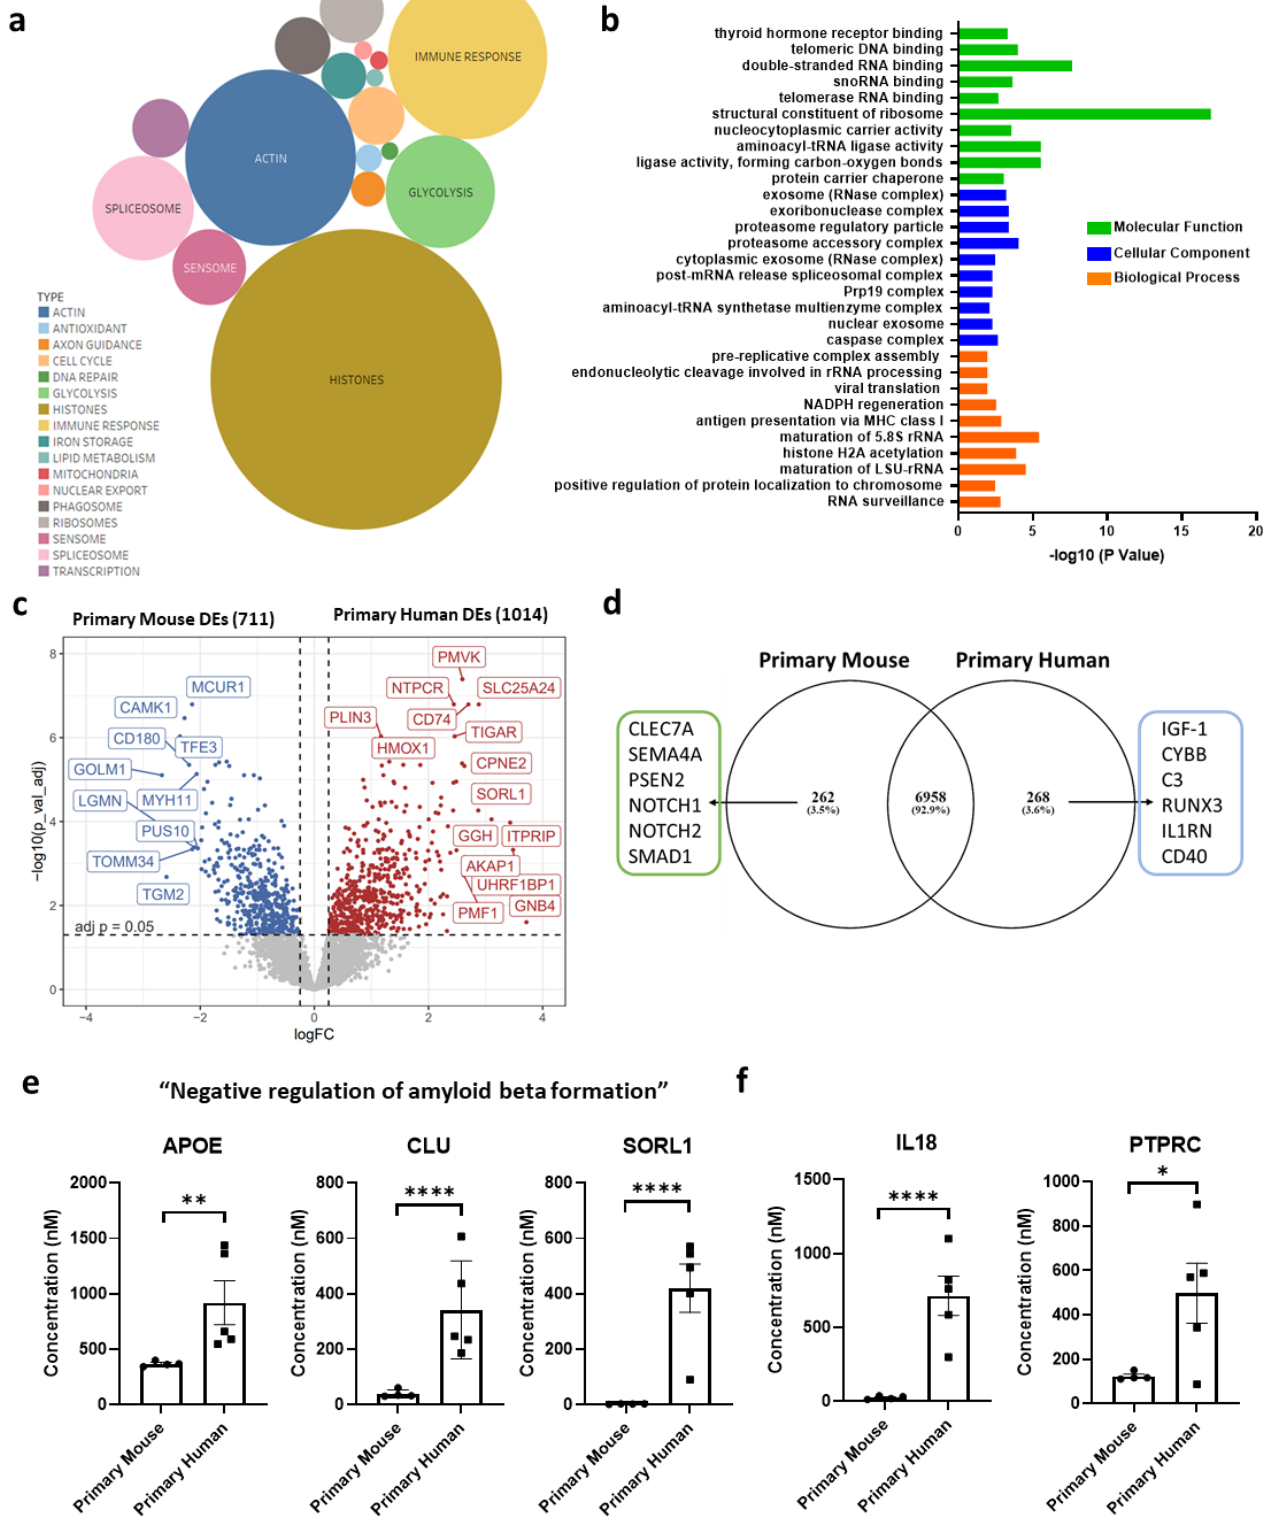 a
IMMUNE RESPONSE
ACTIN
GLYCOLYSIS
SPLICEOSOME
SENSOME
HISTONES
TYPE
ACTIN
ANTIOXIDANT
AXON GUIDANCE
CELL CYCLE
DNA REPAIR
GLYCOLYSIS
HISTONES
IMMUNE RESPONSE
IRON STORAGE
LIPID METABOLISM
MITOCHONDRIA
NUCLEAR EXPORT
PHAGOSOME
RIBOSOMES
SENSOME
SPLICEOSOME
TRANSCRIPTION
b
thyroid hormone receptor binding
telomeric DNA binding
double-stranded RNA binding
snoRNA binding
telomerase RNA binding
structural constituent of ribosome
nucleocytoplasmic carrier activity
aminoacyl-tRNA ligase activity
ligase activity, forming carbon-oxygen bonds
protein carrier chaperone
exosome (RNase complex)
exoribonuclease complex
proteasome regulatory particle
proteasome accessory complex
cytoplasmic exosome (RNase complex)
post-mRNA release spliceosomal complex
Prp19 complex
aminoacyl-tRNA synthetase multienzyme complex
nuclear exosome
caspase complex
pre-replicative complex assembly
endonucleolytic cleavage involved in rRNA processing
viral translation
NADPH regeneration
antigen presentation via MHC class I
maturation of 5.8S rRNA
histone H2A acetylation
maturation of LSU-rRNA
positive regulation of protein localization to chromosome
RNA surveillance
Molecular Function
Cellular Component
Biological Process
0 5 10 15 20
-log10 (P Value)
c
Primary Mouse DEs (711)
Primary Human DEs (1014)
PMVK
MCUR1
NTPCR
SLC25A24
CAMK1
PLIN3
CD74
TIGAR
CD180
TFE3
HMOX1
GOLM1
CPNE2
LGMN
MYH11
SORL1
PUS10
GGH
ITPRIP
TOMM34
AKAP1
UHRF1BP1
TGM2
PMF1
GNB4
adj p = 0.05
8
6
4
2
0
−log10(p_val_adj)
−4 −2 0 2 4
logFC
d
Primary Mouse
Primary Human
CLEC7A
SEMA4A
PSEN2
NOTCH1
NOTCH2
SMAD1
262
(3.5%)
6958
(92.9%)
268
(3.6%)
IGF-1
CYBB
C3
RUNX3
IL1RN
CD40
e
“Negative regulation of amyloid beta formation”
APOE
**
2000
1500
1000
500
0
Concentration (nM)
Primary Mouse
Primary Human
CLU
****
800
600
400
200
0
Concentration (nM)
Primary Mouse
Primary Human
SORL1
****
800
600
400
200
0
Concentration (nM)
Primary Mouse
Primary Human
f
IL18
****
1500
1000
500
0
Concentration (nM)
Primary Mouse
Primary Human
PTPRC
*
1000
800
600
400
200
0
Concentration (nM)
Primary Mouse
Primary Human